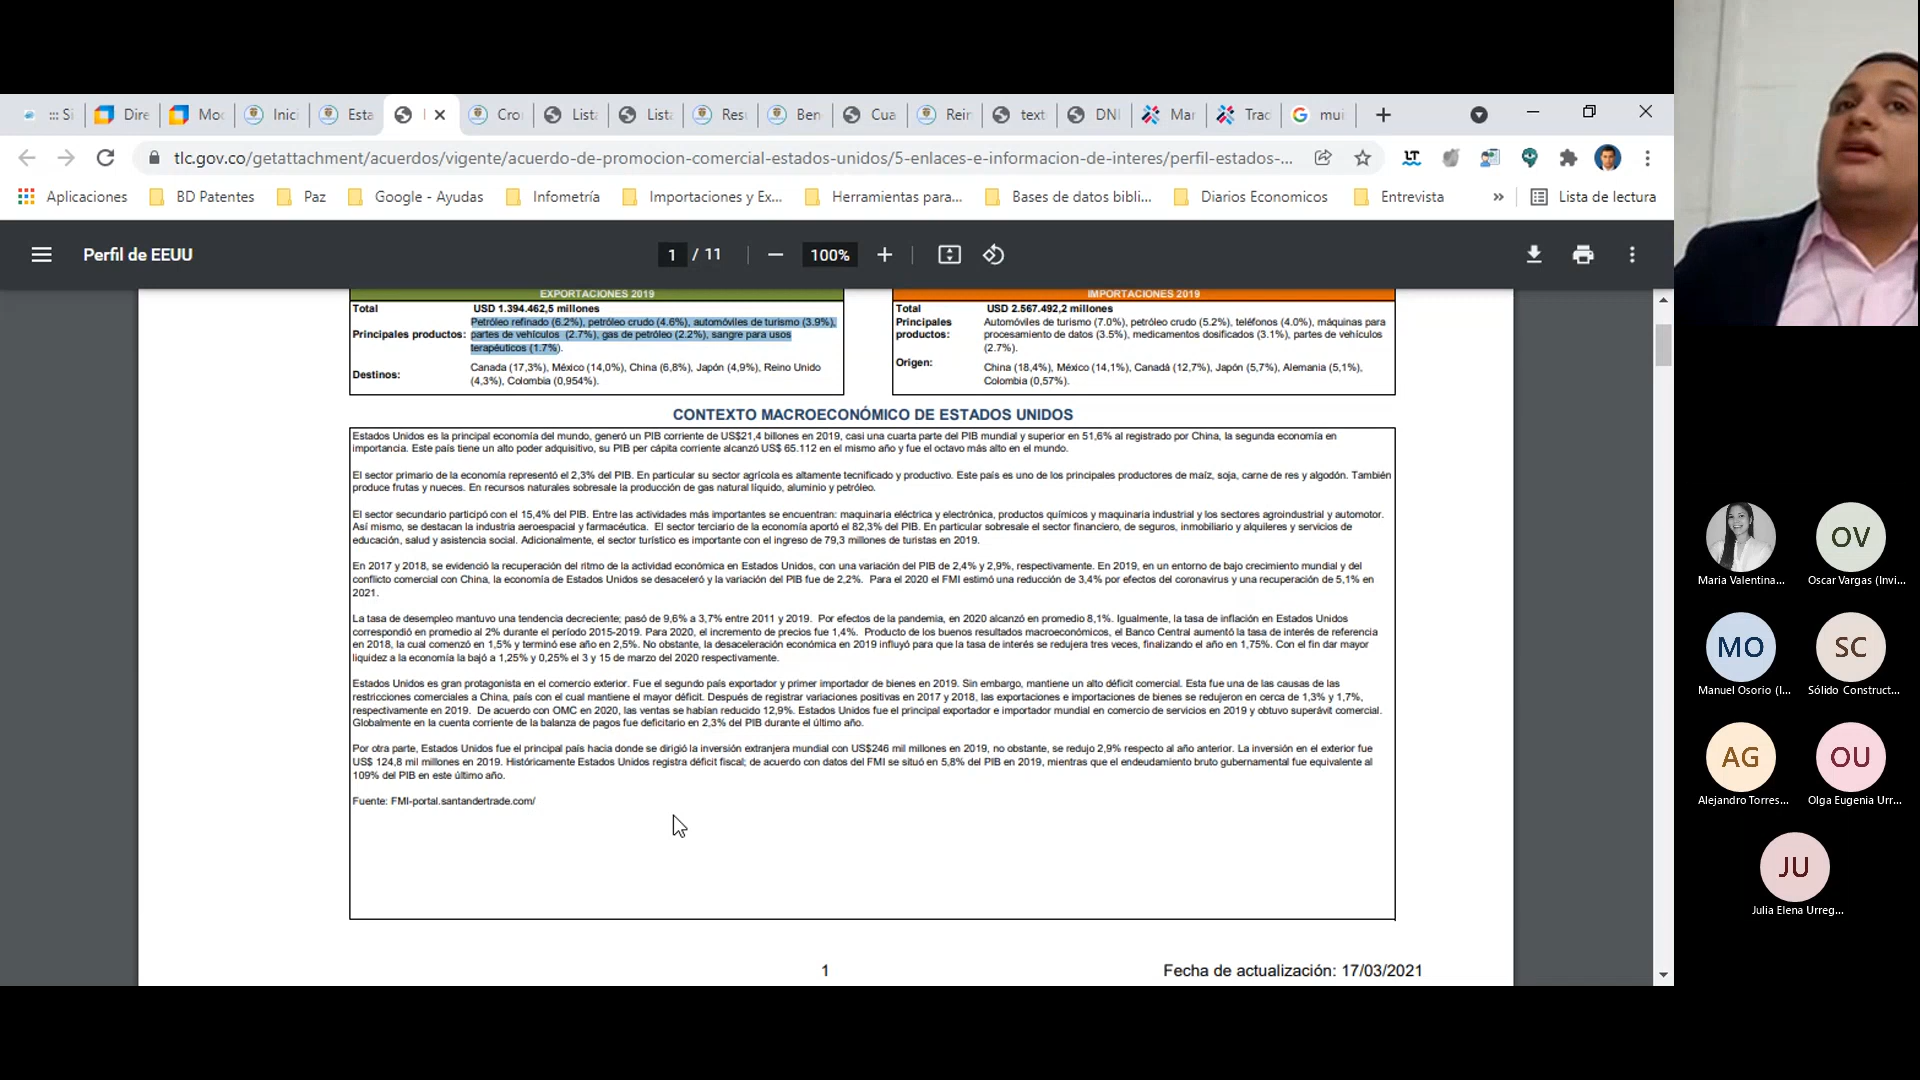 ::: Si
Dire
Moc
Inic
Esta
Cro
Lista
Lista
Res
Ben
Cua
Rein
text
DNI
Mar
Trac
mui
tlc.gov.co/getattachment/acuerdos/vigente/acuerdo-de-promocion-comercial-estados-unidos/5-enlaces-e-informacion-de-interes/perfil-estados-...
Aplicaciones
BD Patentes
Paz
Google - Ayudas
Infometría
Importaciones y Ex...
Herramientas para...
Bases de datos bibli...
Diarios Economicos
Entrevista
»
Lista de lectura
Perfil de EEUU
1 / 11
100%
EXPORTACIONES 2019
Total USD 1.394.462,5 millones
Principales productos: Petróleo refinado (6.2%), petróleo crudo (4.6%), automóviles de turismo (3.9%),
partes de vehículos (2.7%), gas de petróleo (2.2%), sangre para usos
terapéuticos (1.7%).
Destinos: Canada (17,3%), México (14,0%), China (6,8%), Japón (4,9%), Reino Unido
(4,3%), Colombia (0,954%).
IMPORTACIONES 2019
Total USD 2.567.492,2 millones
Principales productos: Automóviles de turismo (7.0%), petróleo crudo (5.2%), teléfonos (4.0%), máquinas para
procesamiento de datos (3.5%), medicamentos dosificados (3.1%), partes de vehículos
(2.7%).
Origen: China (18,4%), México (14,1%), Canadá (12,7%), Japón (5,7%), Alemania (5,1%),
Colombia (0,57%).
CONTEXTO MACROECONÓMICO DE ESTADOS UNIDOS
Estados Unidos es la principal economía del mundo, generó un PIB corriente de US$21,4 billones en 2019, casi una cuarta parte del PIB mundial y superior en 51,6% al registrado por China, la segunda economía en
importancia. Este país tiene un alto poder adquisitivo, su PIB per cápita corriente alcanzó US$ 65.112 en el mismo año y fue el octavo más alto en el mundo.
El sector primario de la economía representó el 2,3% del PIB. En particular su sector agrícola es altamente tecnificado y productivo. Este país es uno de los principales productores de maíz, soja, carne de res y algodón. También
produce frutas y nueces. En recursos naturales sobresale la producción de gas natural líquido, aluminio y petróleo.
El sector secundario participó con el 15,4% del PIB. Entre las actividades más importantes se encuentran: maquinaria eléctrica y electrónica, productos químicos y maquinaria industrial y los sectores agroindustrial y automotor.
Así mismo, se destacan la industria aeroespacial y farmacéutica. El sector terciario de la economía aportó el 82,3% del PIB. En particular sobresale el sector financiero, de seguros, inmobiliario y alquileres y servicios de
educación, salud y asistencia social. Adicionalmente, el sector turístico es importante con el ingreso de 79,3 millones de turistas en 2019.
En 2017 y 2018, se evidenció la recuperación del ritmo de la actividad económica en Estados Unidos, con una variación del PIB de 2,4% y 2,9%, respectivamente. En 2019, en un entorno de bajo crecimiento mundial y del
conflicto comercial con China, la economía de Estados Unidos se desaceleró y la variación del PIB fue de 2,2%. Para el 2020 el FMI estimó una reducción de 3,4% por efectos del coronavirus y una recuperación de 5,1% en
2021.
La tasa de desempleo mantuvo una tendencia decreciente; pasó de 9,6% a 3,7% entre 2011 y 2019. Por efectos de la pandemia, en 2020 alcanzó en promedio 8,1%. Igualmente, la tasa de inflación en Estados Unidos
correspondió en promedio al 2% durante el período 2015-2019. Para 2020, el incremento de precios fue 1,4%. Producto de los buenos resultados macroeconómicos, el Banco Central aumentó la tasa de interés de referencia
en 2018, la cual comenzó en 1,5% y terminó ese año en 2,5%. No obstante, la desaceleración económica en 2019 influyó para que la tasa de interés se redujera tres veces, finalizando el año en 1,75%. Con el fin dar mayor
liquidez a la economía la bajó a 1,25% y 0,25% el 3 y 15 de marzo del 2020 respectivamente.
Estados Unidos es gran protagonista en el comercio exterior. Fue el segundo país exportador y primer importador de bienes en 2019. Sin embargo, mantiene un alto déficit comercial. Esta fue una de las causas de las
restricciones comerciales a China, país con el cual mantiene el mayor déficit. Después de registrar variaciones positivas en 2017 y 2018, las exportaciones e importaciones de bienes se redujeron en cerca de 1,3% y 1,7%,
respectivamente en 2019. De acuerdo con OMC en 2020, las ventas se habían reducido 12,9%. Estados Unidos fue el principal exportador e importador mundial en comercio de servicios en 2019 y obtuvo superávit comercial.
Globalmente en la cuenta corriente de la balanza de pagos fue deficitario en 2,3% del PIB durante el último año.
Por otra parte, Estados Unidos fue el principal país hacia donde se dirigió la inversión extranjera mundial con US$246 mil millones en 2019, no obstante, se redujo 2,9% respecto al año anterior. La inversión en el exterior fue
US$ 124,8 mil millones en 2019. Históricamente Estados Unidos registra déficit fiscal; de acuerdo con datos del FMI se situó en 5,8% del PIB en 2019, mientras que el endeudamiento bruto gubernamental fue equivalente al
109% del PIB en este último año.
Fuente: FMI-portal.santandertrade.com/
1
Fecha de actualización: 17/03/2021
Maria Valentina...
OV
Oscar Vargas (Invi...
MO
Manuel Osorio (I...
SC
Sólido Construct...
AG
Alejandro Torres...
OU
Olga Eugenia Urr...
JU
Julia Elena Urreg...